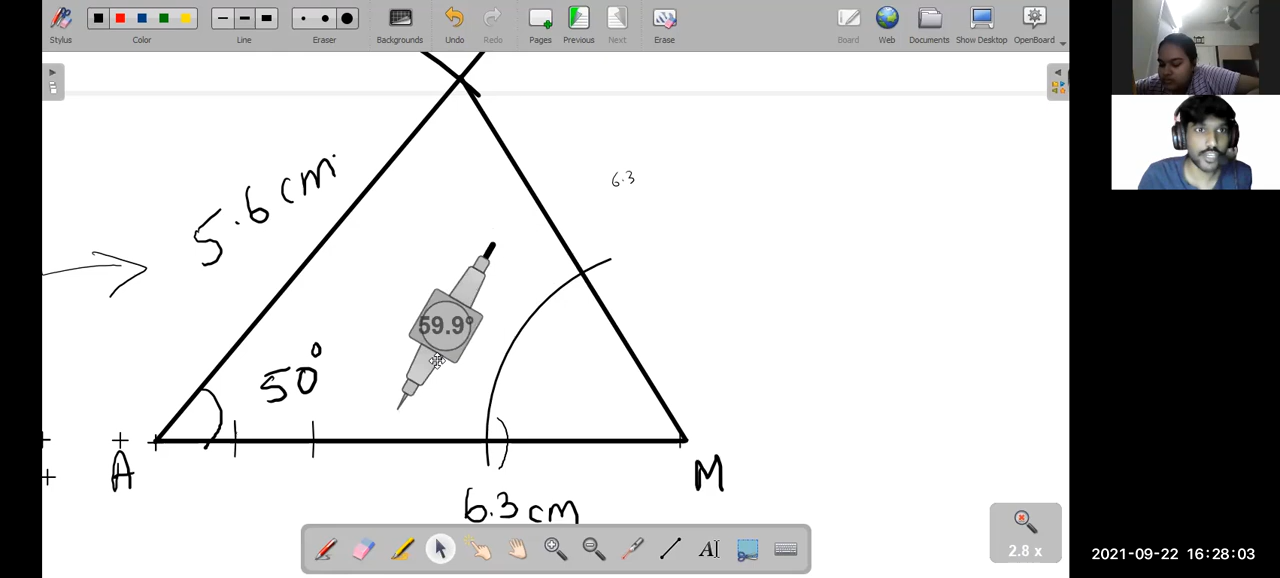 Stylus
Color
Line
Eraser
Backgrounds
Undo
Redo
Pages
Previous
Next
Erase
Board
Web
Documents
Show Desktop
OpenBoard
5.6 cm
6.3
59.9°
50°
A
M
6.3 cm
2.8 x
2021-09-22 16:28:03